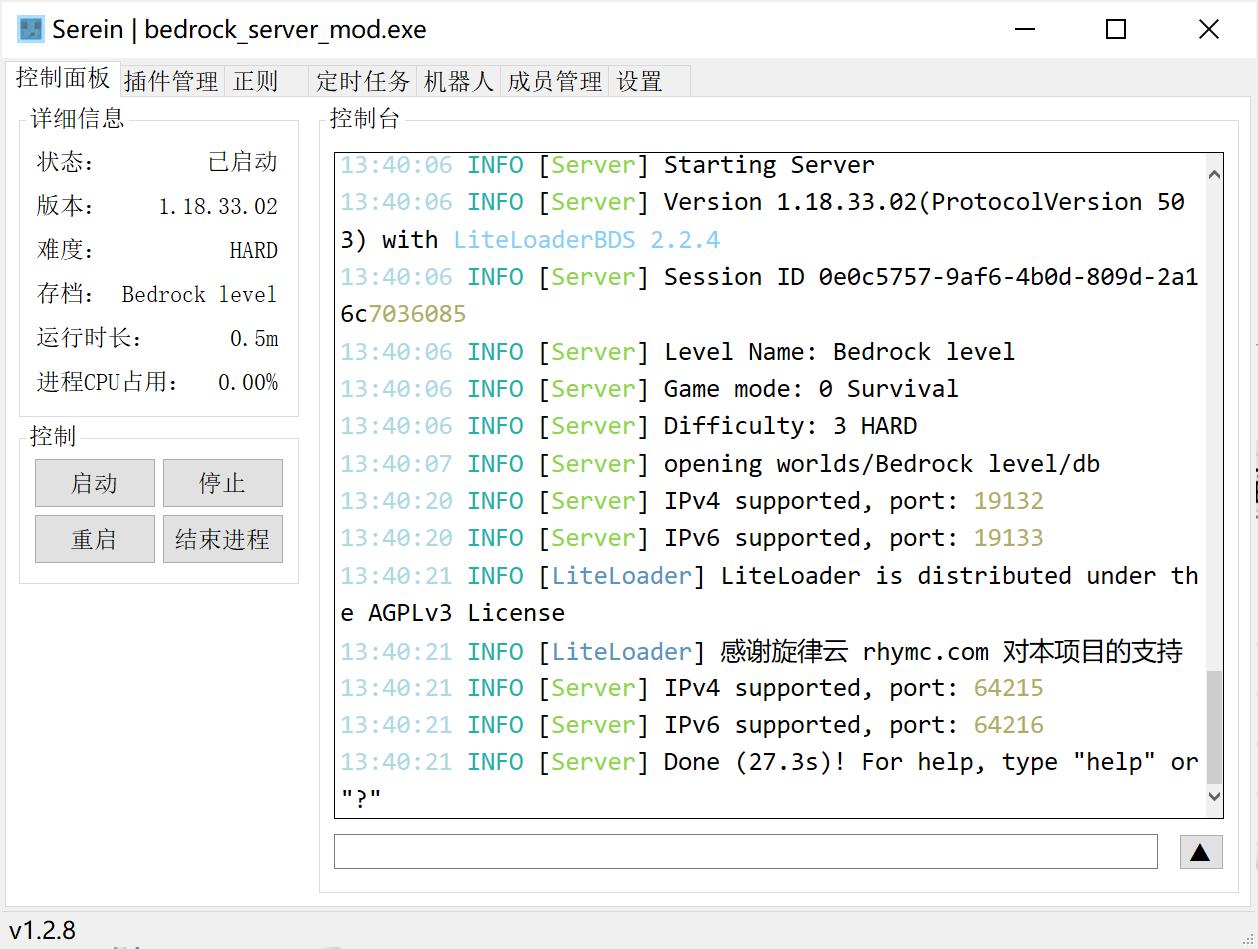 Serein | bedrock_server_mod.exe
控制面板 插件管理 正则 定时任务 机器人 成员管理 设置
详细信息
状态： 已启动
版本： 1.18.33.02
难度： HARD
存档： Bedrock level
运行时长： 0.5m
进程CPU占用： 0.00%
控制
启动 停止
重启 结束进程
控制台
13:40:06 INFO [Server] Starting Server
13:40:06 INFO [Server] Version 1.18.33.02(ProtocolVersion 50
3) with LiteLoaderBDS 2.2.4
13:40:06 INFO [Server] Session ID 0e0c5757-9af6-4b0d-809d-2a1
6c7036085
13:40:06 INFO [Server] Level Name: Bedrock level
13:40:06 INFO [Server] Game mode: 0 Survival
13:40:06 INFO [Server] Difficulty: 3 HARD
13:40:07 INFO [Server] opening worlds/Bedrock level/db
13:40:20 INFO [Server] IPv4 supported, port: 19132
13:40:20 INFO [Server] IPv6 supported, port: 19133
13:40:21 INFO [LiteLoader] LiteLoader is distributed under th
e AGPLv3 License
13:40:21 INFO [LiteLoader] 感谢旋律云 rhymc.com 对本项目的支持
13:40:21 INFO [Server] IPv4 supported, port: 64215
13:40:21 INFO [Server] IPv6 supported, port: 64216
13:40:21 INFO [Server] Done (27.3s)! For help, type "help" or
"?"
▲
v1.2.8